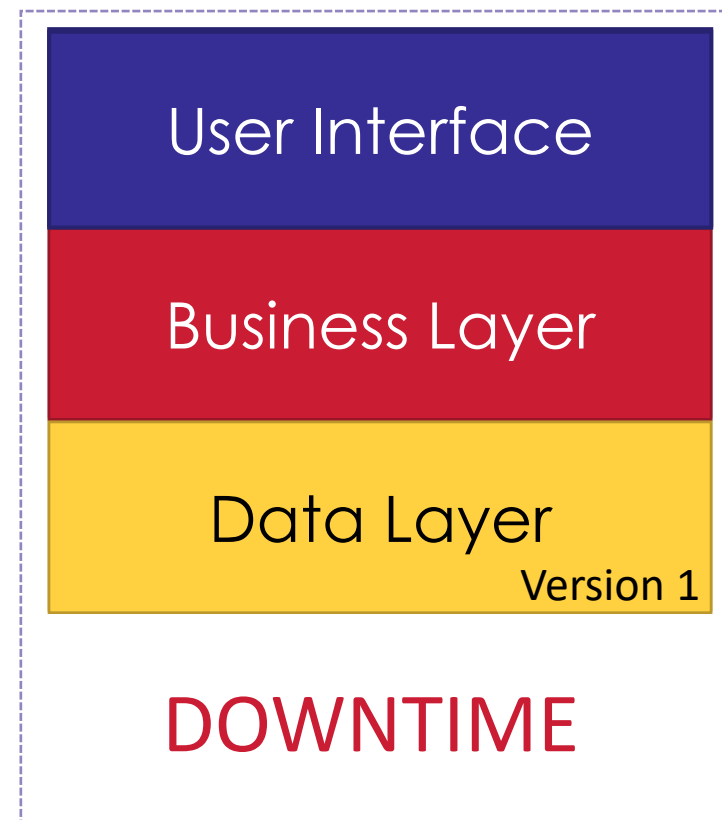 User Interface
Business Layer
Data Layer
Version 1
DOWNTIME